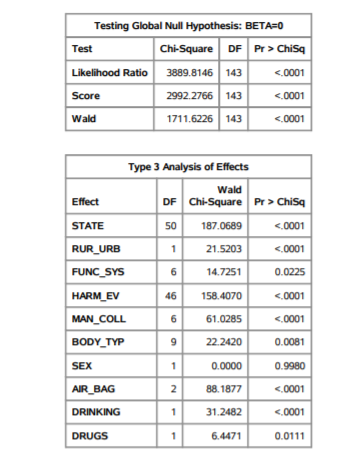 Testing Global Null Hypothesis: BETA=0
Test Chi-Square DF Pr > ChiSq
Likelihood Ratio 3889.8146 143 <.0001
Score 2992.2766 143 <.0001
Wald 1711.6226 143 <.0001
Type 3 Analysis of Effects
Effect DF Wald Chi-Square Pr > ChiSq
STATE 50 187.0689 <.0001
RUR_URB 1 21.5203 <.0001
FUNC_SYS 6 14.7251 0.0225
HARM_EV 46 158.4070 <.0001
MAN_COLL 6 61.0285 <.0001
BODY_TYP 9 22.2420 0.0081
SEX 1 0.0000 0.9980
AIR_BAG 2 88.1877 <.0001
DRINKING 1 31.2482 <.0001
DRUGS 1 6.4471 0.0111